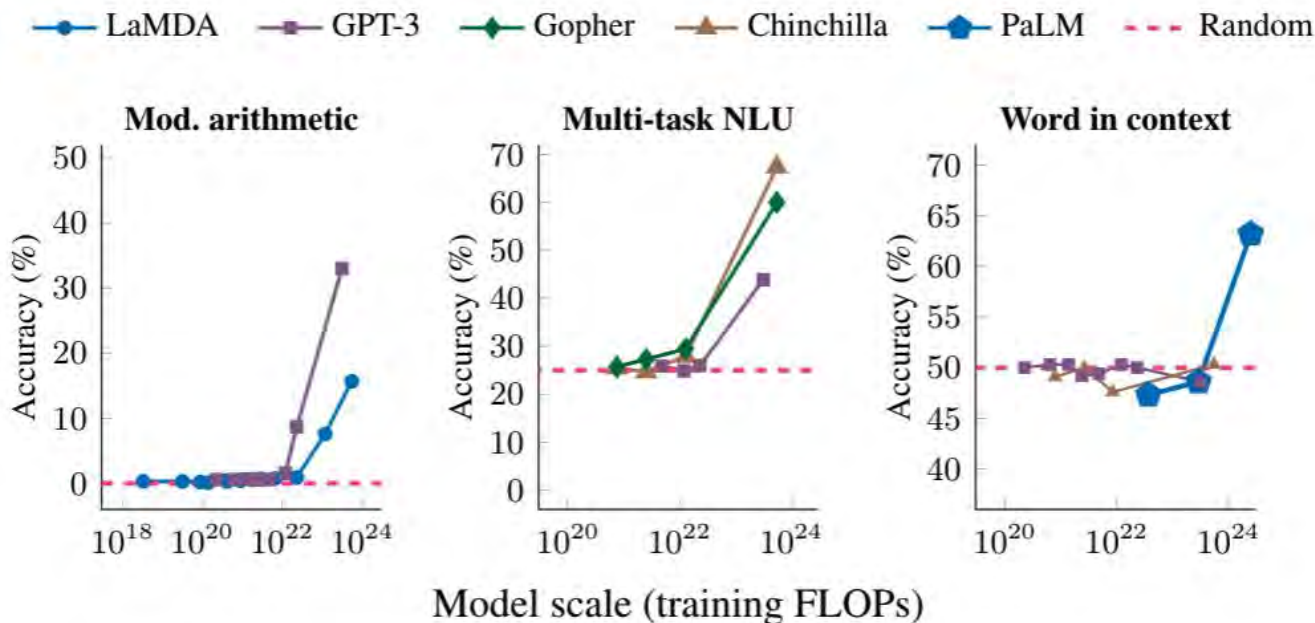 LaMDA GPT-3 Gopher Chinchilla PaLM Random
Mod. arithmetic
Accuracy (%)
50
40
30
20
10
0
10^18 10^20 10^22 10^24
Multi-task NLU
Accuracy (%)
70
60
50
40
30
20
10
0
10^20 10^22 10^24
Word in context
Accuracy (%)
70
65
60
55
50
45
40
10^20 10^22 10^24
Model scale (training FLOPs)